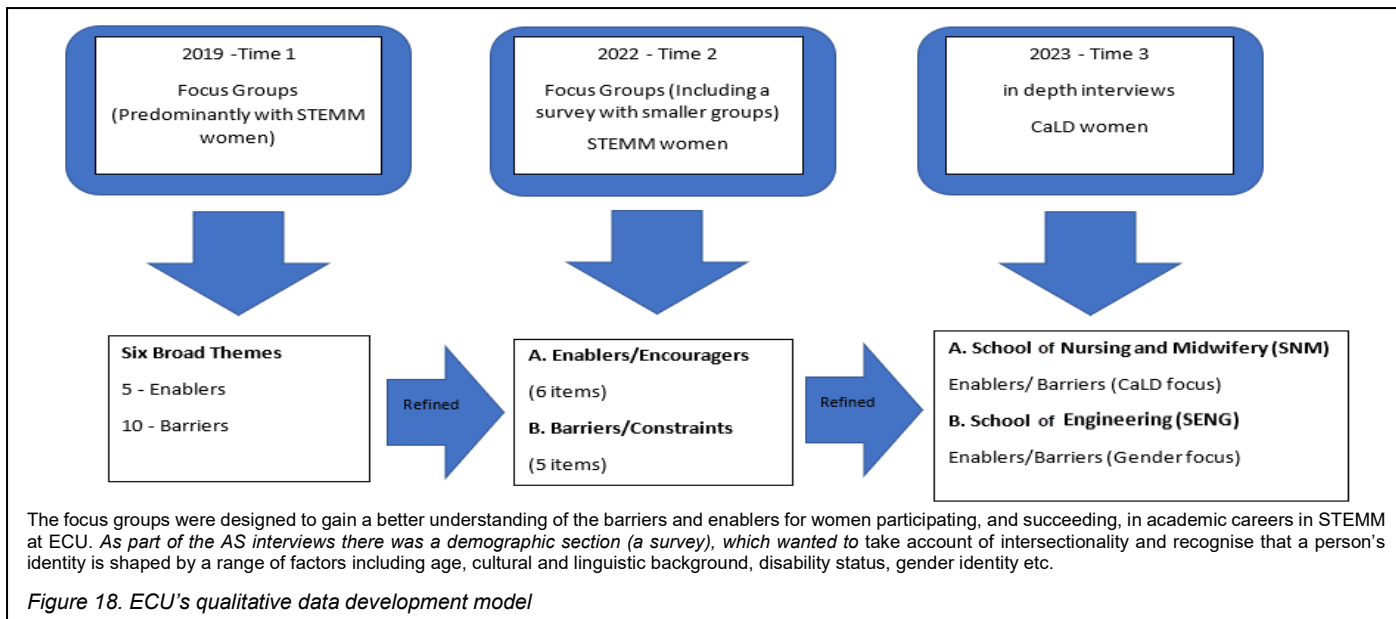 2019 -Time 1
Focus Groups
(Predominantly with STEMM
women)
2022 - Time 2
Focus Groups (Including a
survey with smaller groups)
STEMM women
2023 - Time 3
in depth interviews
CaLD women
Six Broad Themes
5 - Enablers
10 - Barriers
Refined
A. Enablers/Encouragers
(6 items)
B. Barriers/Constraints
(5 items)
Refined
A. School of Nursing and Midwifery (SNM)
Enablers/ Barriers (CaLD focus)
B. School of Engineering (SENG)
Enablers/Barriers (Gender focus)
The focus groups were designed to gain a better understanding of the barriers and enablers for women participating, and succeeding, in academic careers in STEMM
at ECU. As part of the AS interviews there was a demographic section (a survey), which wanted to take account of intersectionality and recognise that a person's
identity is shaped by a range of factors including age, cultural and linguistic background, disability status, gender identity etc.
Figure 18. ECU's qualitative data development model